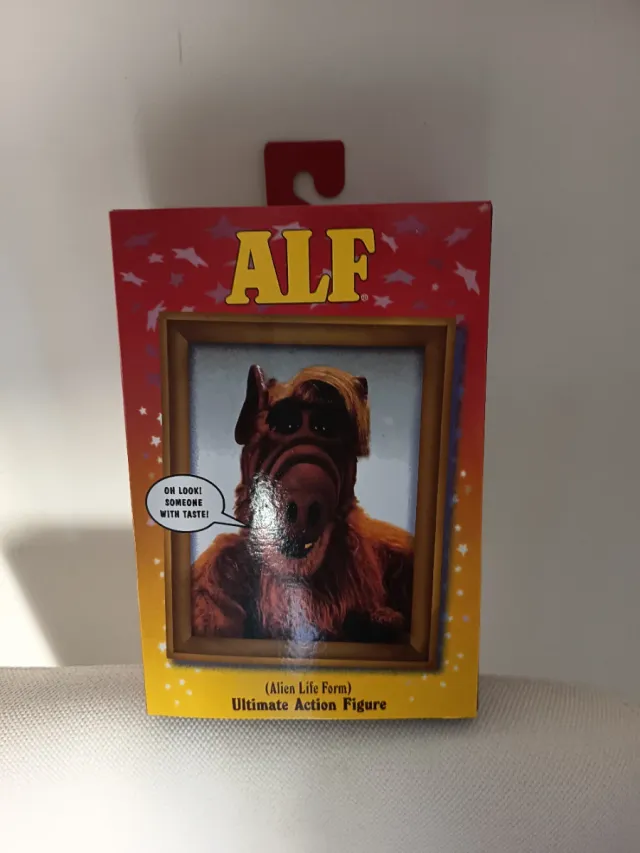 ALF®
OH LOOK!
SOMEONE
WITH TASTE!
(Alien Life Form)
Ultimate Action Figure